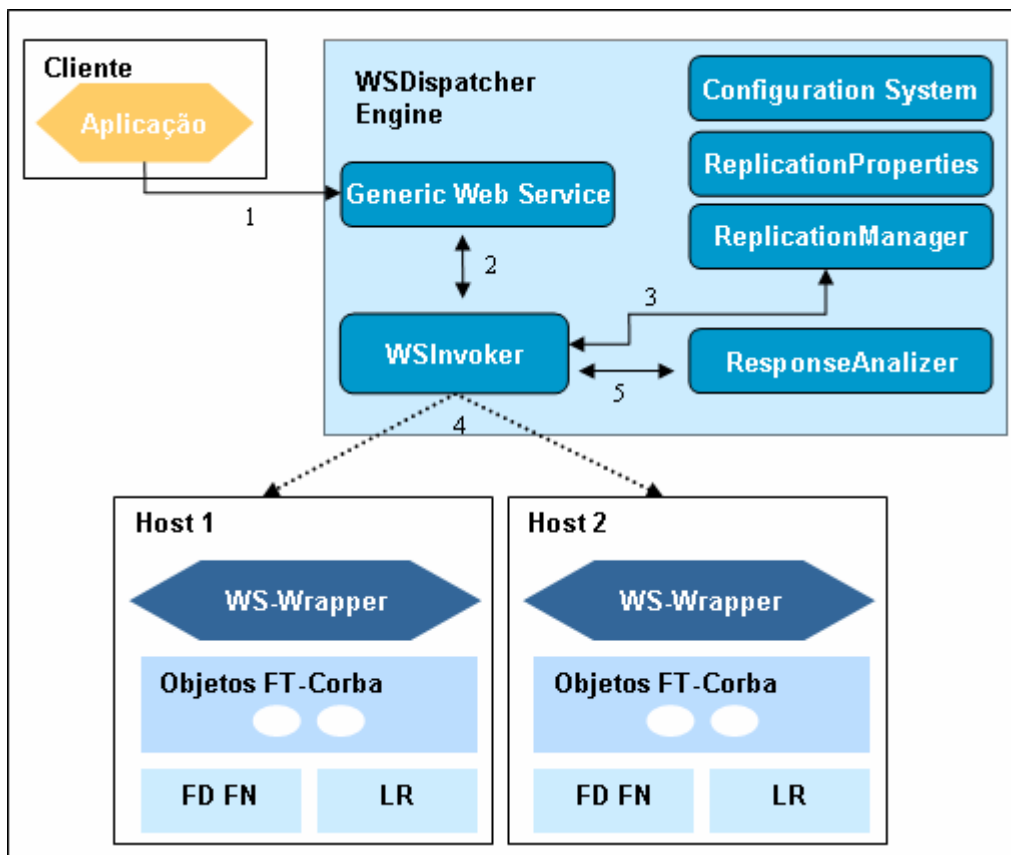 Cliente
Aplicação
1
WSDispatcher
Engine
Generic Web Service
2
WSInvoker
Configuration System
ReplicationProperties
ReplicationManager
3
ResponseAnalizer
5
4
Host 1
WS-Wrapper
Objetos FT-Corba
FD FN
LR
Host 2
WS-Wrapper
Objetos FT-Corba
FD FN
LR